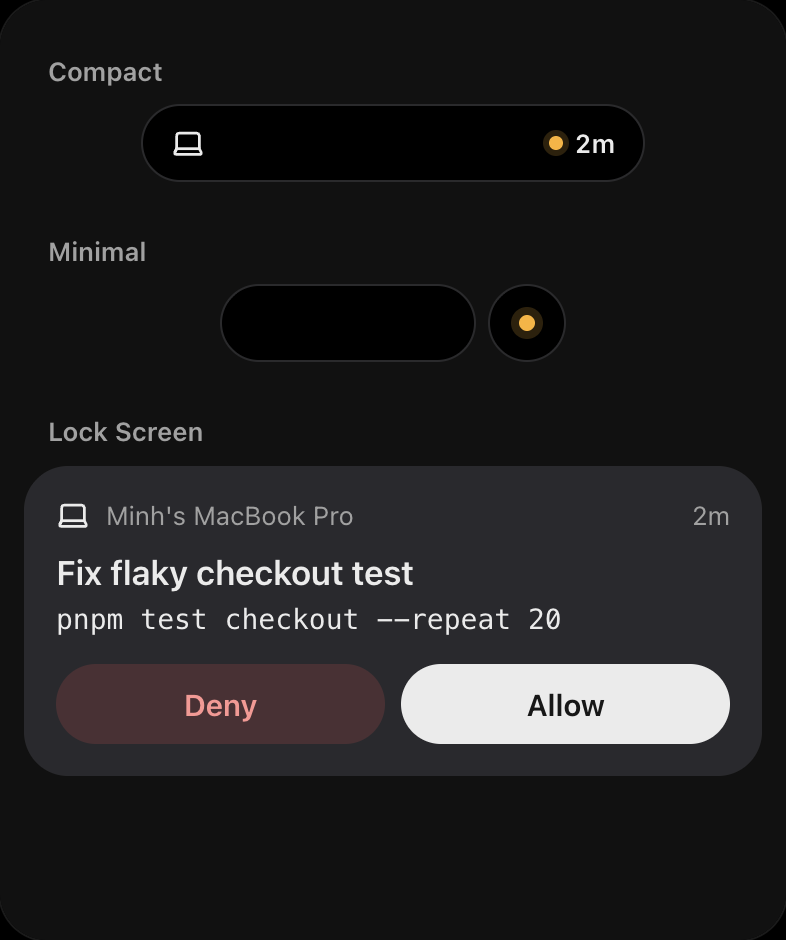 Compact
2m
Minimal
Lock Screen
Minh's MacBook Pro 2m
Fix flaky checkout test
pnpm test checkout --repeat 20
Deny Allow